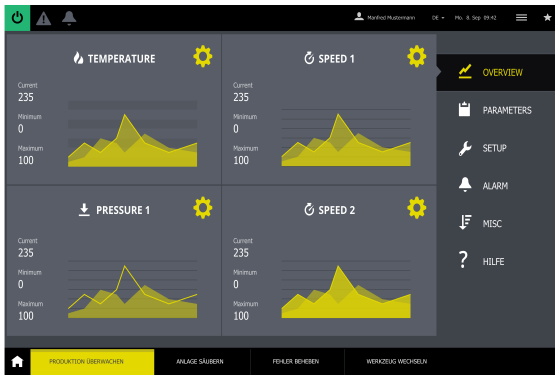 Manfred Mustermann DE Mo. 8. Sep 09:42
TEMPERATURE
Current
235
Minimum
0
Maximum
100
SPEED 1
Current
235
Minimum
0
Maximum
100
PRESSURE 1
Current
235
Minimum
0
Maximum
100
SPEED 2
Current
235
Minimum
0
Maximum
100
OVERVIEW
PARAMETERS
SETUP
ALARM
MISC
HILFE
PRODUKTION ÜBERWACHEN ANLAGE SÄUBERN FEHLER BEHEBEN WERKZEUG WECHSELN